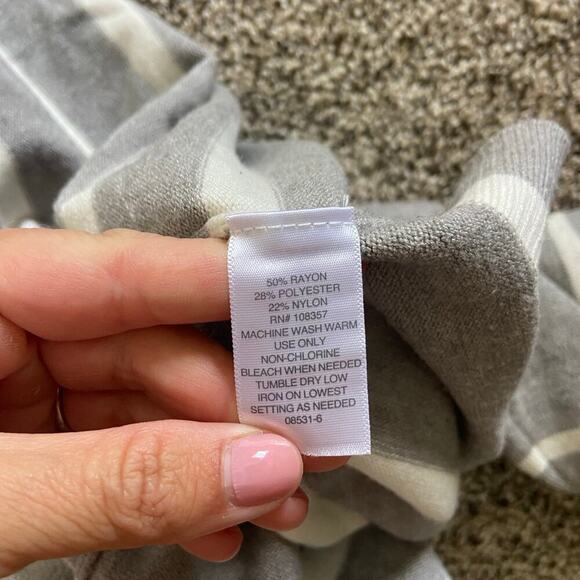 50% RAYON
28% POLYESTER
22% NYLON
RN# 108357
MACHINE WASH WARM
USE ONLY
NON-CHLORINE
BLEACH WHEN NEEDED
TUMBLE DRY LOW
IRON ON LOWEST
SETTING AS NEEDED
08531-6